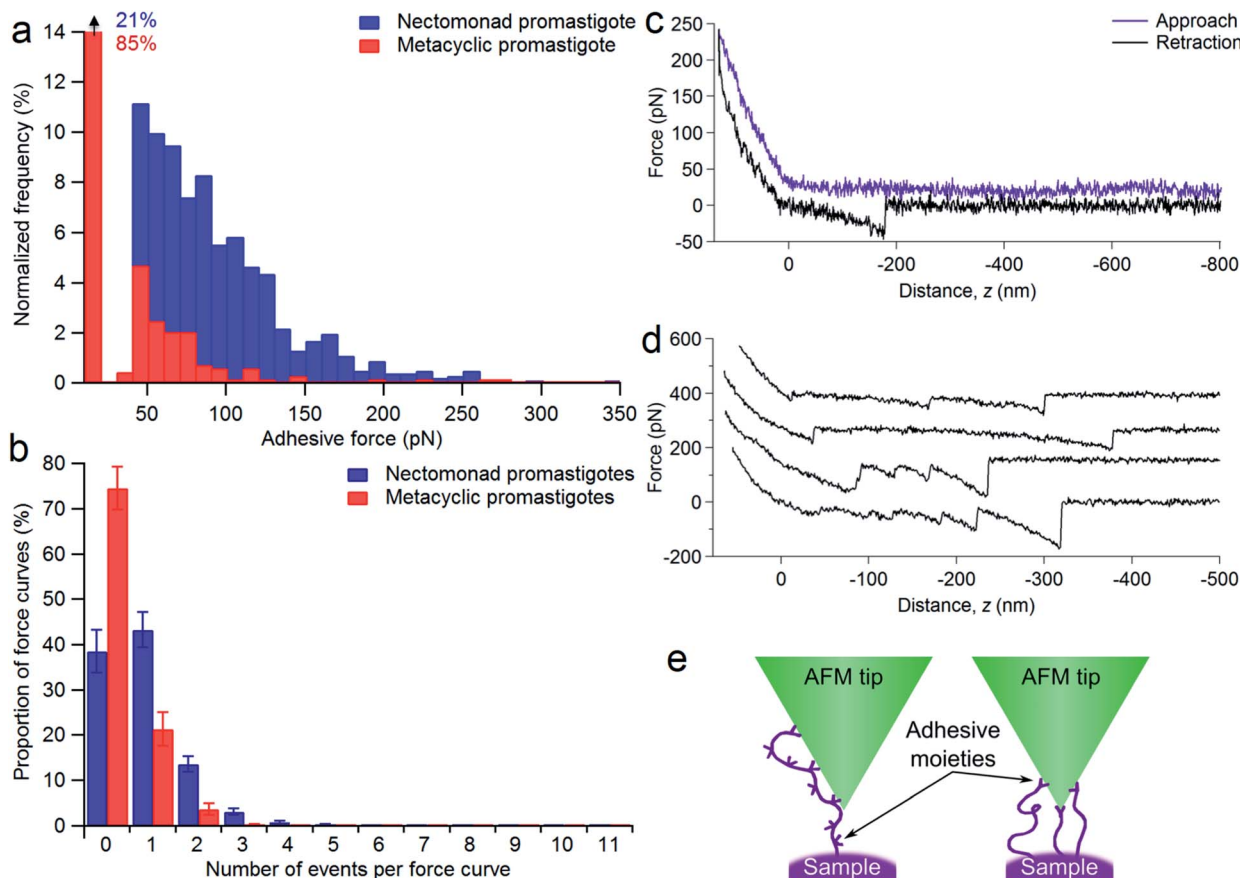 a
21%
85%
Nectomonad promastigote
Metacyclic promastigote
14
12
10
8
6
4
2
0
Normalized frequency (%)
50 100 150 200 250 300 350
Adhesive force (pN)
b
Nectomonad promastigotes
Metacyclic promastigotes
80
70
60
50
40
30
20
10
0
Proportion of force curves (%)
0 1 2 3 4 5 6 7 8 9 10 11
Number of events per force curve
c
Approach
Retraction
250
200
150
100
50
0
-50
Force (pN)
0 -200 -400 -600 -800
Distance, z (nm)
d
600
400
200
0
-200
Force (pN)
0 -100 -200 -300 -400 -500
Distance, z (nm)
e
AFM tip AFM tip
Adhesive
moieties
Sample Sample